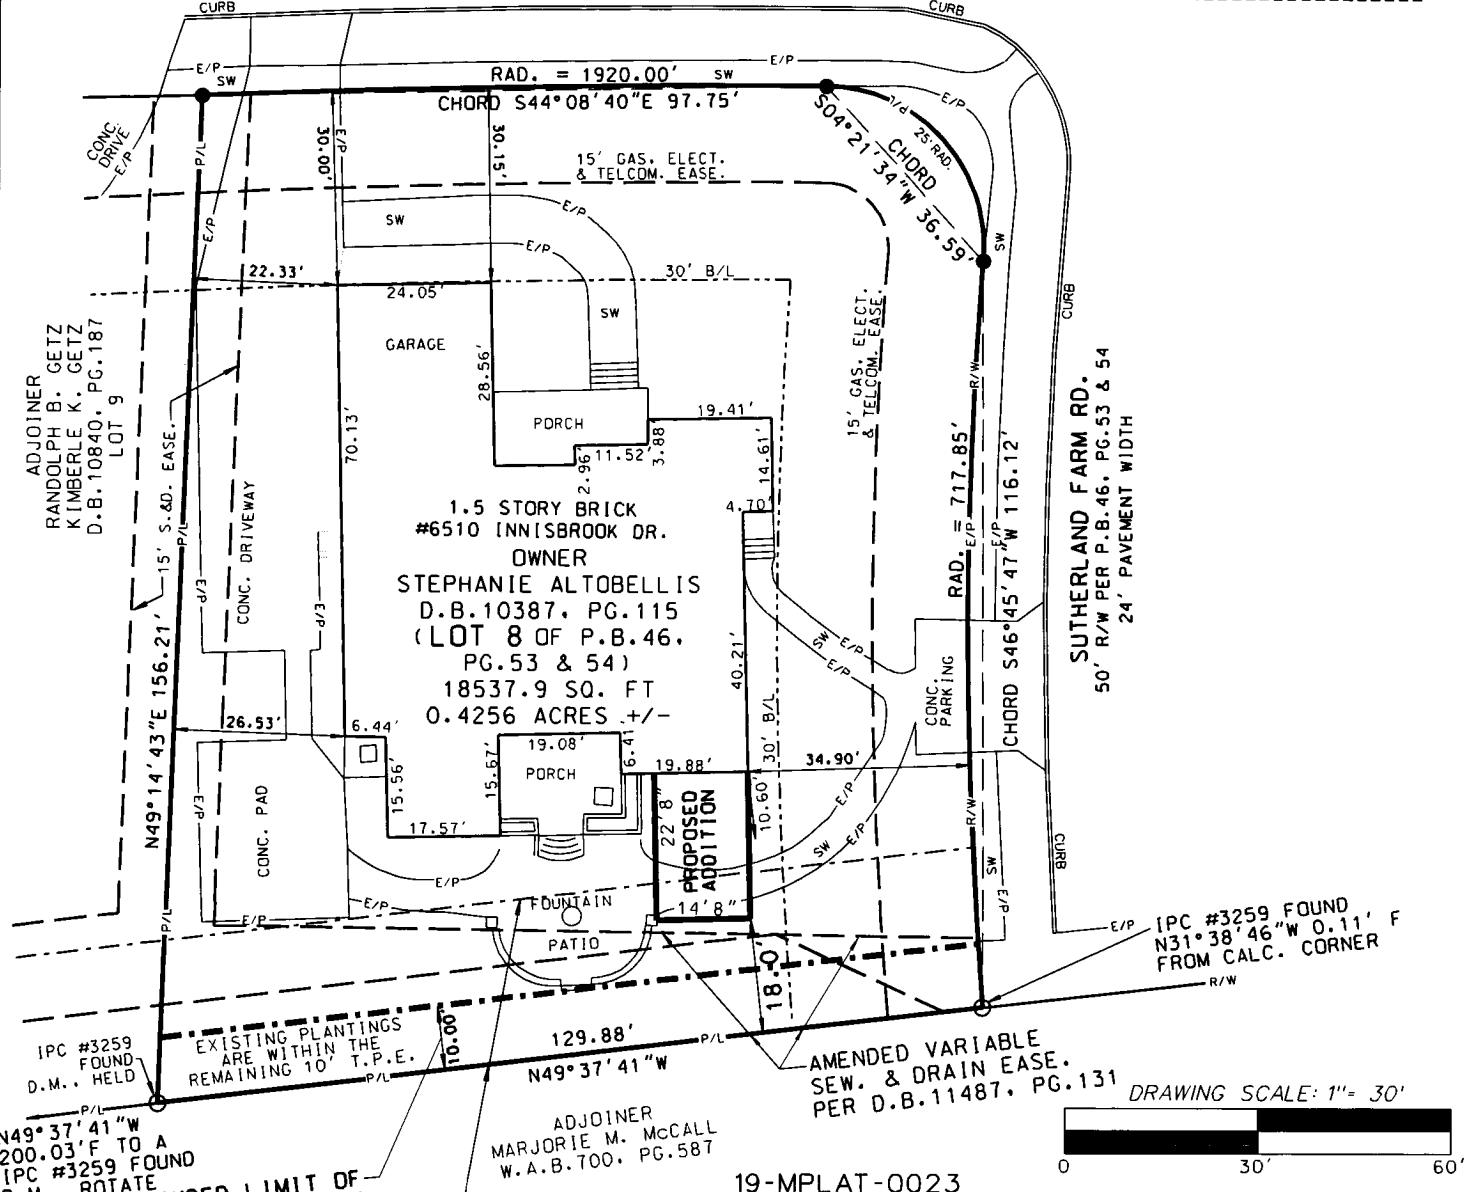 CURB
CURB
E/P
SW
RAD. = 1920.00'
SW
E/P
CHORD S44°08'40"E 97.75'
CONC. DRIVE
E/P
P/L
30.00'
E/P
30.15'
15' GAS. ELECT.
& TELCOM. EASE.
S04°21'34"W 36.59'
CHORD
25' RAD.
E/P
SW
SW
E/P
E/P
E/P
22.33'
24.05'
30' B/L
SW
GARAGE
CURB
ADJOINER
RANDOLPH B. GETZ
KIMBERLE K. GETZ
D.B.10840, PG.187
LOT 9
15' S.&D. EASE.
P/L
CONC. DRIVEWAY
70.13'
28.56'
PORCH
19.41'
2.96'
11.52'
3.88'
14.61'
4.70'
15' GAS. ELECT.
& TELCOM. EASE.
R/W
RAD. = 717.85'
E/P
E/P
CHORD S46°45'47"W 116.12'
SUTHERLAND FARM RD.
50' R/W PER P.B.46, PG.53 & 54
24' PAVEMENT WIDTH
1.5 STORY BRICK
#6510 INNISBROOK DR.
OWNER
STEPHANIE ALTOBELLIS
D.B.10387, PG.115
(LOT 8 OF P.B.46,
PG.53 & 54)
18537.9 SQ. FT
0.4256 ACRES +/-
E/P
E/P
N49°14'43"E 156.21'
40.21'
SW
E/P
E/P
CONC.
PARKING
26.53'
6.44'
15.56'
17.57'
15.67'
19.08'
PORCH
19.88'
30' B/L
34.90'
10.60'
PROPOSED
ADDITION
22'8"
14'8"
E/P
SW
E/P
R/W
SW
E/P
CURB
E/P
CONC. PAD
P/L
E/P
E/P
E/P
FOUNTAIN
PATIO
18.0'
E/P
IPC #3259 FOUND
N31°38'46"W 0.11' F
FROM CALC. CORNER
R/W
IPC #3259
FOUND
D.M., HELD
EXISTING PLANTINGS
ARE WITHIN THE
REMAINING 10' T.P.E.
10.00'
129.88'
N49°37'41"W
P/L
P/L
P/L
AMENDED VARIABLE
SEW. & DRAIN EASE.
PER D.B.11487, PG.131
ADJOINER
MARJORIE M. McCALL
W.A.B.700, PG.587
N49°37'41"W
200.03'F TO A
IPC #3259 FOUND
ROTATE
LIMIT OF
DRAWING SCALE: 1"= 30'
0 30' 60'
19-MPLAT-0023